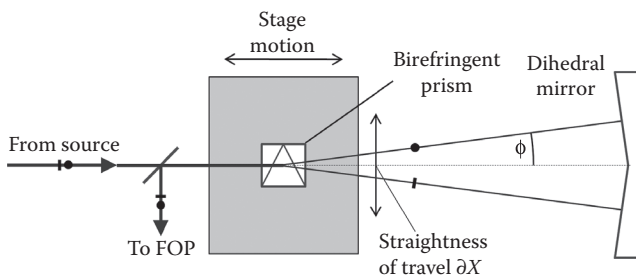 Stage
motion
Birefringent
prism
Dihedral
mirror
From source
ϕ
To FOP
Straightness
of travel ∂X